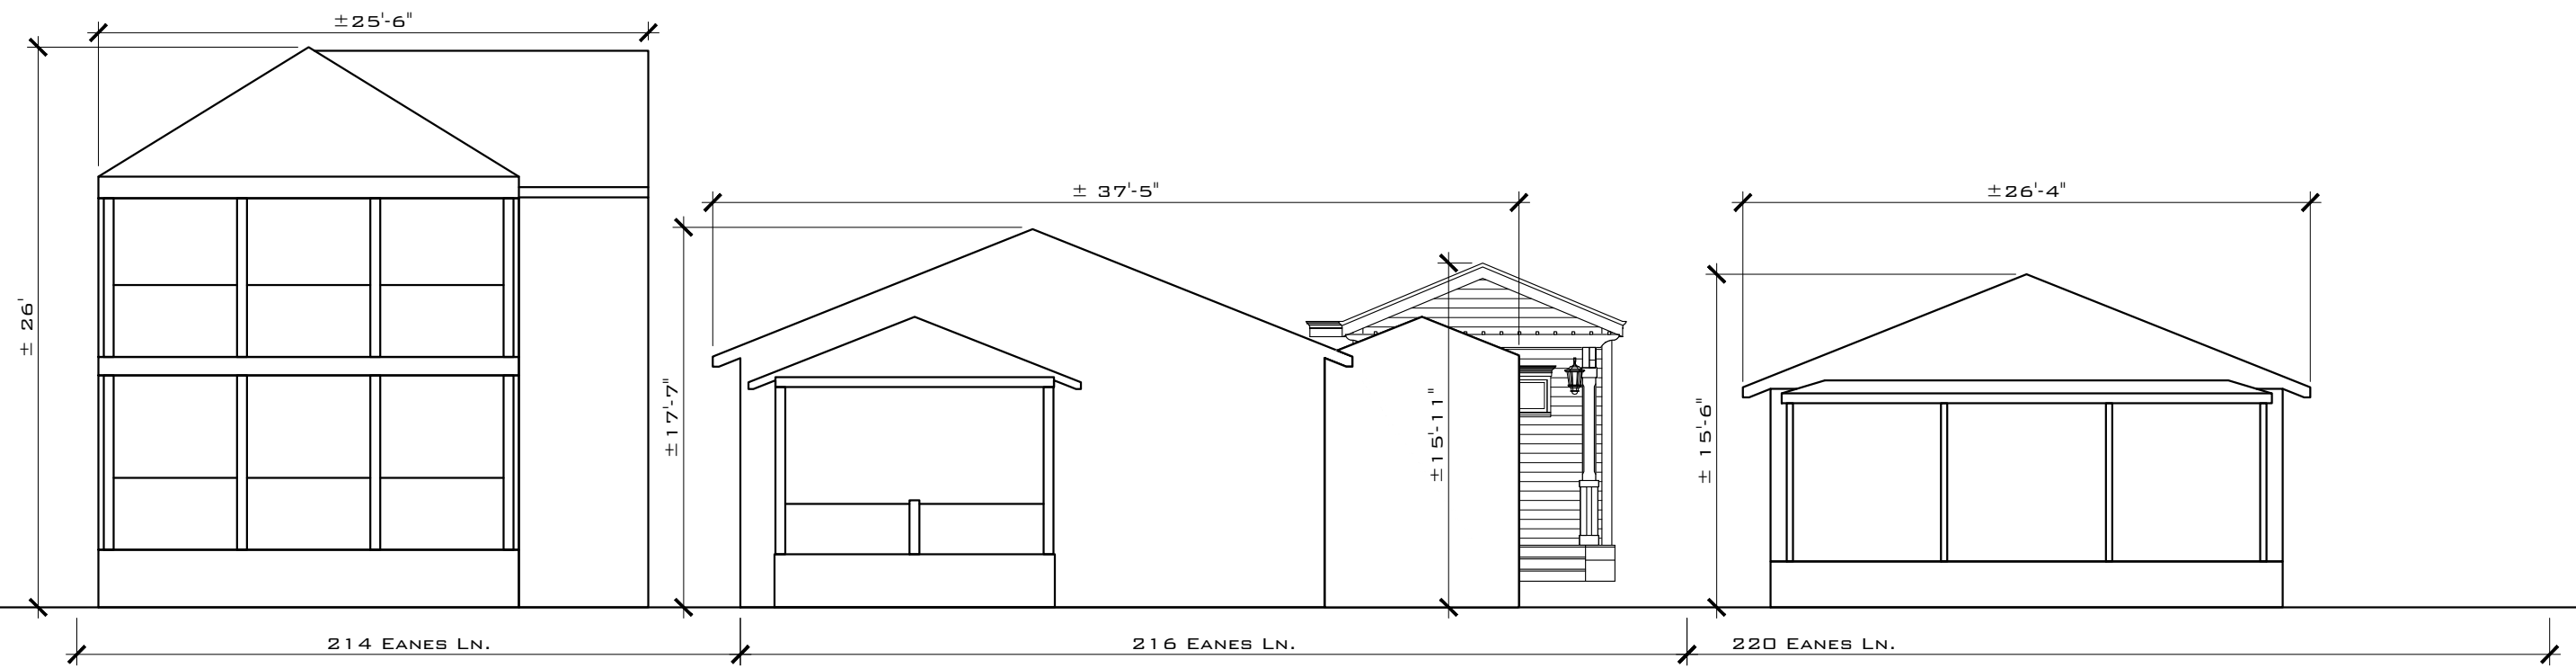 ±25'-6"
± 26'
± 37'-5"
±17'-7"
±15'-11"
±26'-4"
± 15'-6"
214 Eanes Ln.
216 Eanes Ln.
220 Eanes Ln.